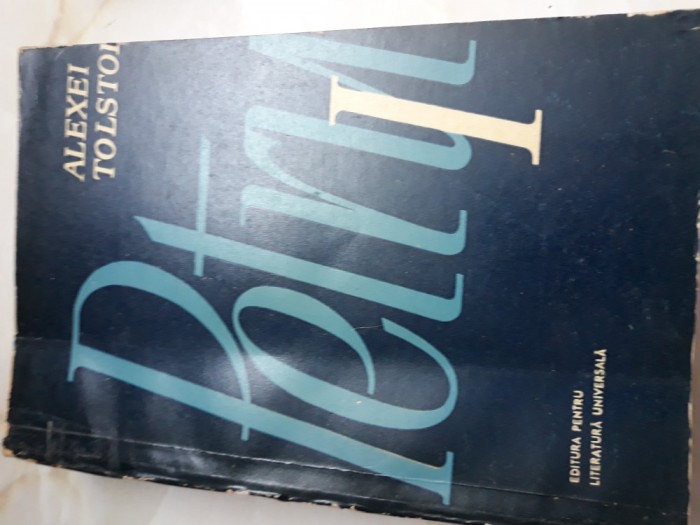 ALEXEI
TOLSTOI
Petru
I
EDITURA PENTRU
LITERATURĂ UNIVERSALĂ